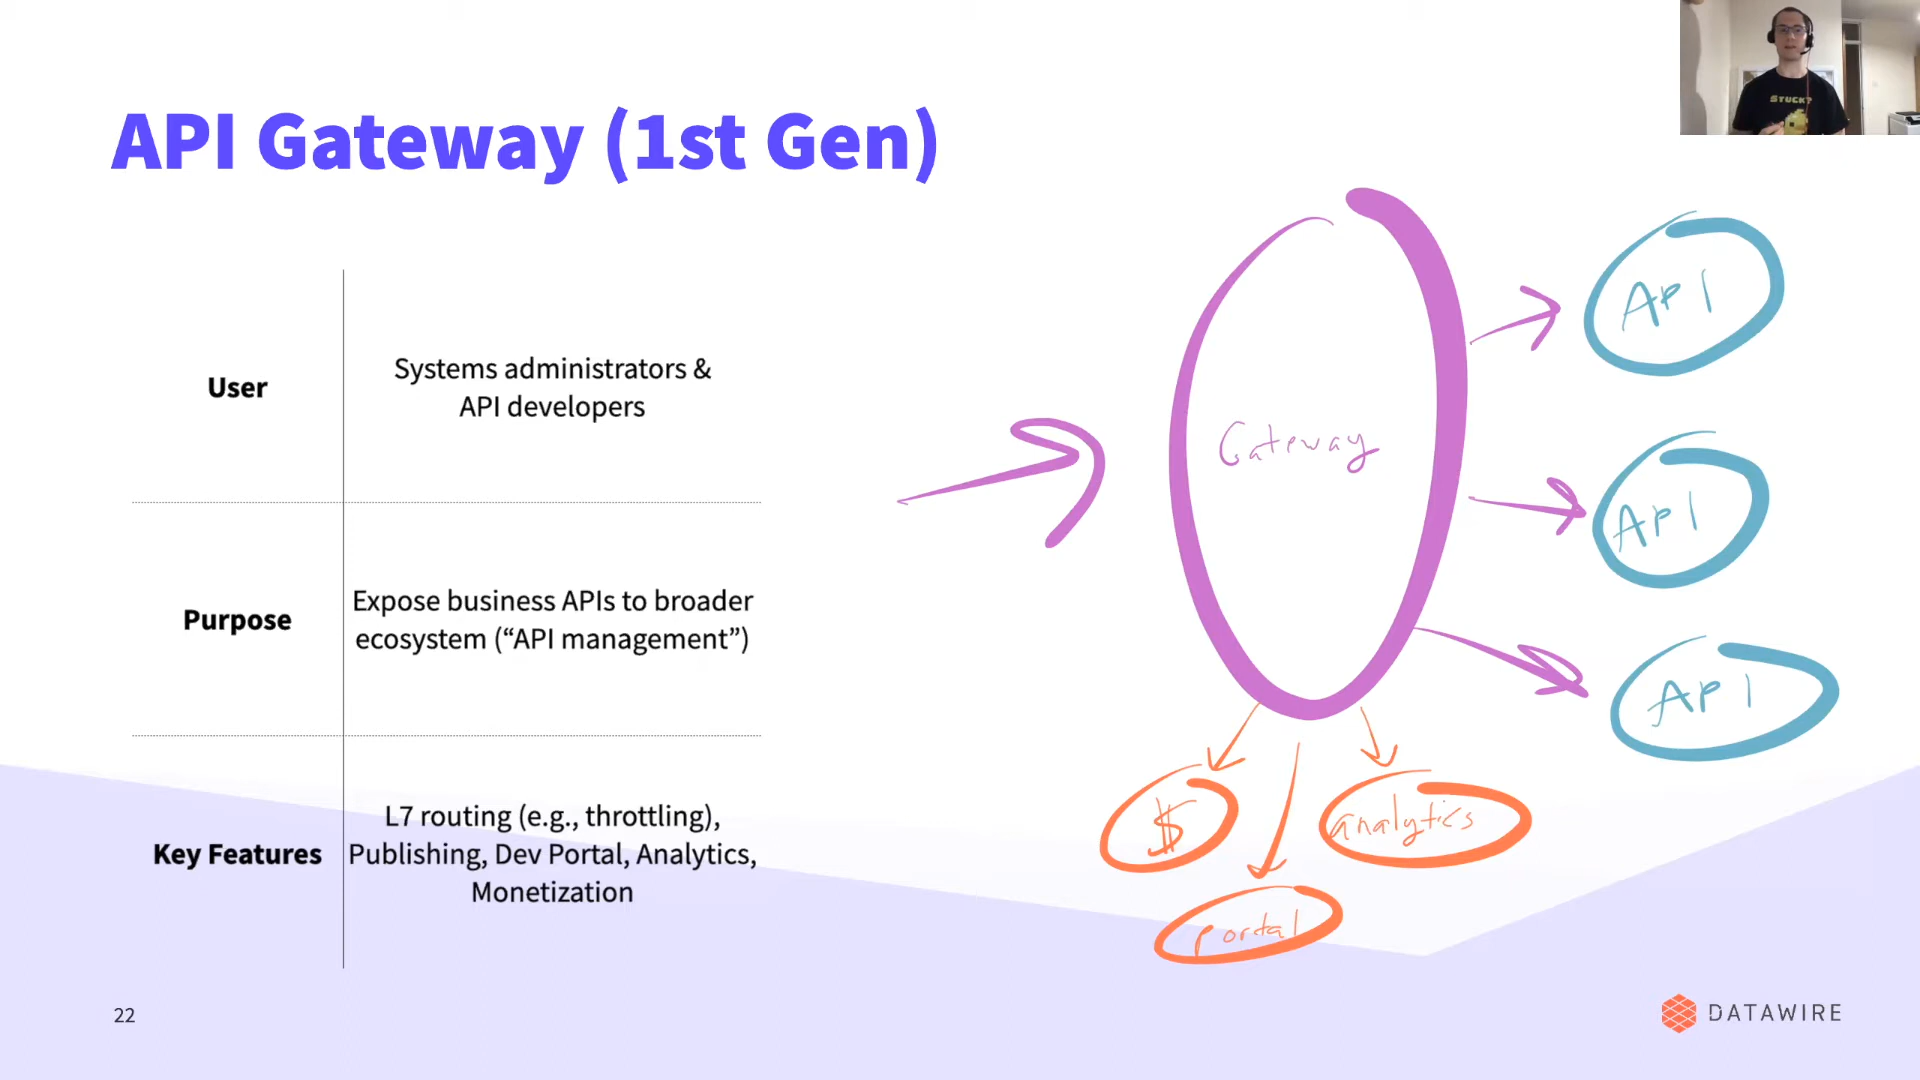 API Gateway (1st Gen)
STUCK?
User
Systems administrators &
API developers
Purpose
Expose business APIs to broader
ecosystem (“API management”)
Key Features
L7 routing (e.g., throttling),
Publishing, Dev Portal, Analytics,
Monetization
Gateway
API
API
API
$
analytics
portal
22
DATAWIRE